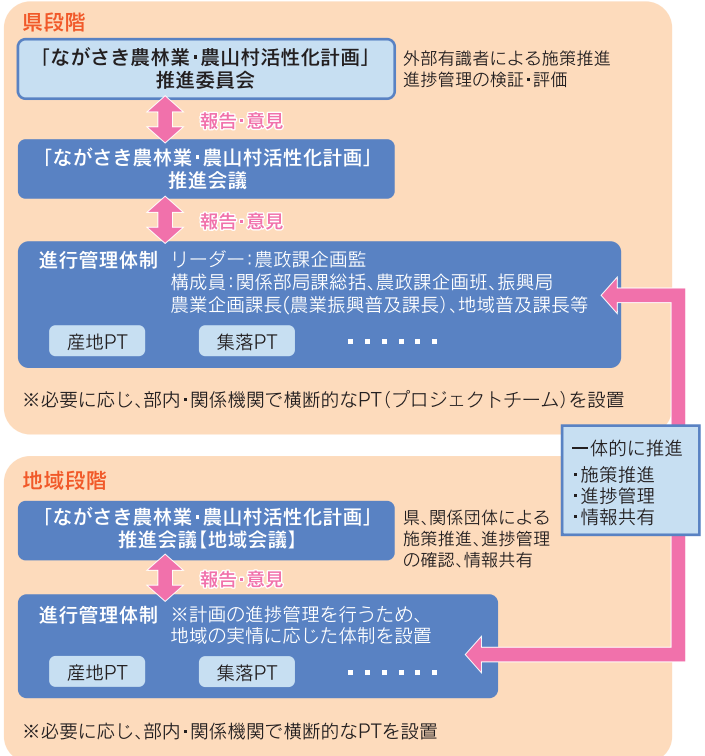 県段階
「ながさき農林業・農山村活性化計画」
推進委員会
外部有識者による施策推進
進捗管理の検証・評価
報告・意見
「ながさき農林業・農山村活性化計画」
推進会議
報告・意見
進行管理体制
リーダー：農政課企画監
構成員：関係部局課総括、農政課企画班、振興局
農業企画課長(農業振興普及課長)、地域普及課長等
産地PT
集落PT
・・・・・・
※必要に応じ、部内・関係機関で横断的なPT(プロジェクトチーム)を設置
一体的に推進
・施策推進
・進捗管理
・情報共有
地域段階
「ながさき農林業・農山村活性化計画」
推進会議【地域会議】
県、関係団体による
施策推進、進捗管理
の確認、情報共有
報告・意見
進行管理体制
※計画の進捗管理を行うため、
地域の実情に応じた体制を設置
産地PT
集落PT
・・・・・・
※必要に応じ、部内・関係機関で横断的なPTを設置